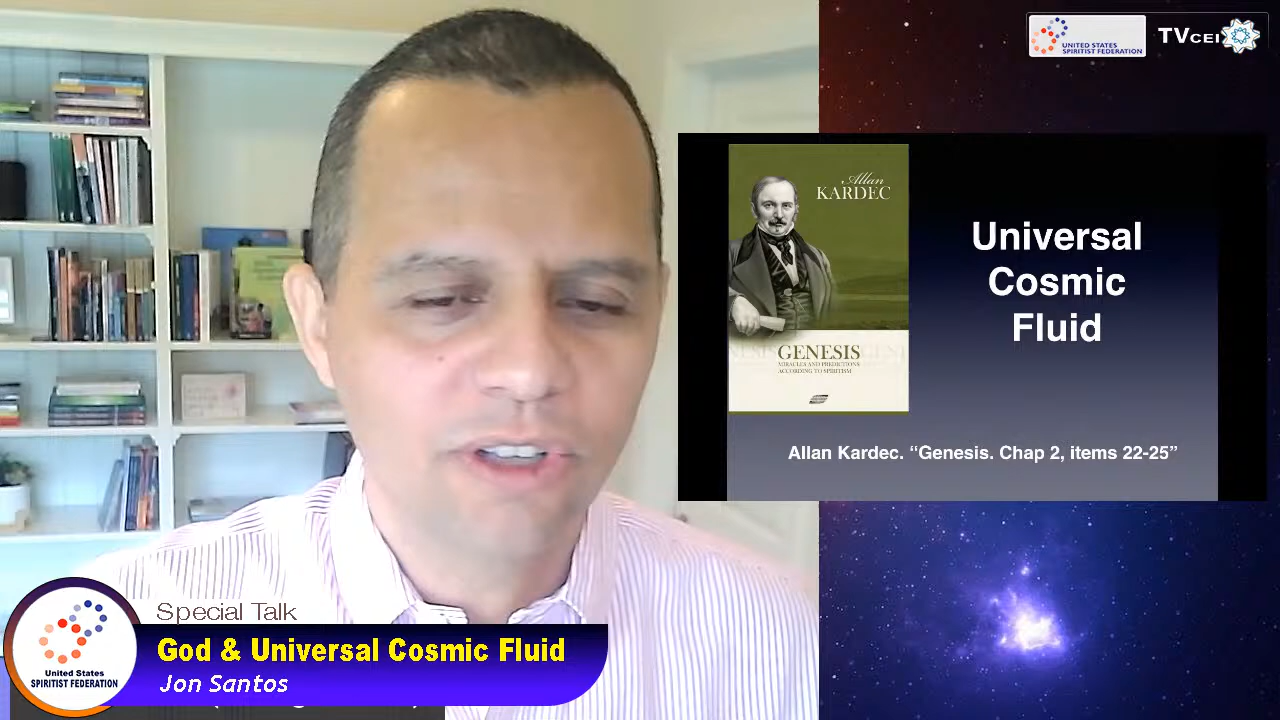 UNITED STATES
SPIRITIST FEDERATION
TVCEI
Allan
KARDEC
GENESIS
MIRACLES AND PREDICTIONS
ACCORDING TO SPIRITISM
Universal
Cosmic
Fluid
Allan Kardec. “Genesis. Chap 2, items 22-25”
Special Talk
God & Universal Cosmic Fluid
Jon Santos
United States
SPIRITIST FEDERATION